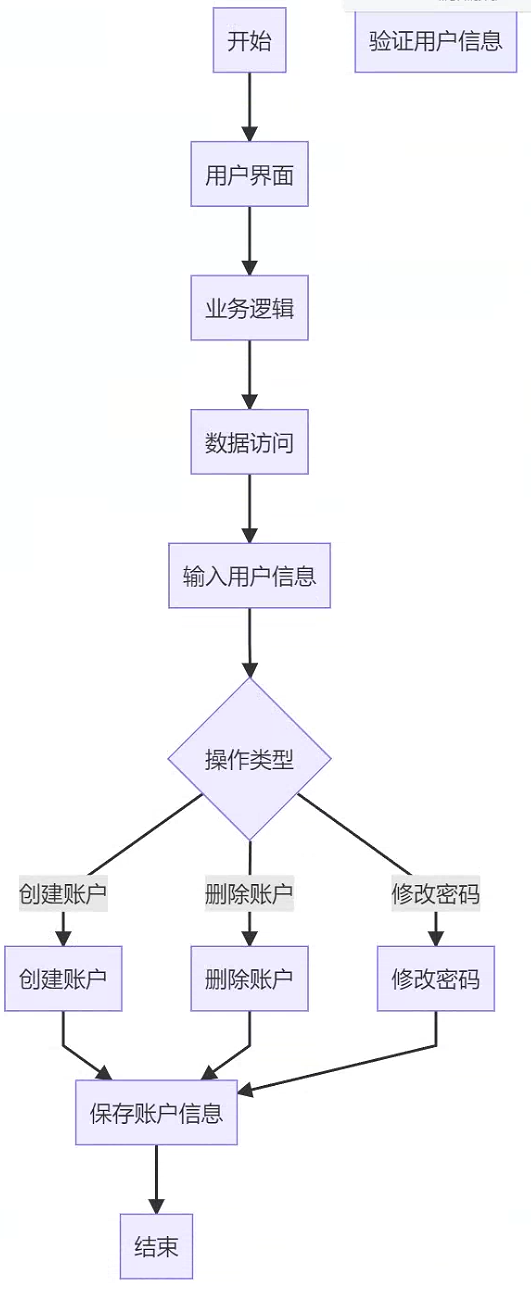 开始
验证用户信息
用户界面
业务逻辑
数据访问
输入用户信息
操作类型
创建账户
删除账户
修改密码
创建账户
删除账户
修改密码
保存账户信息
结束